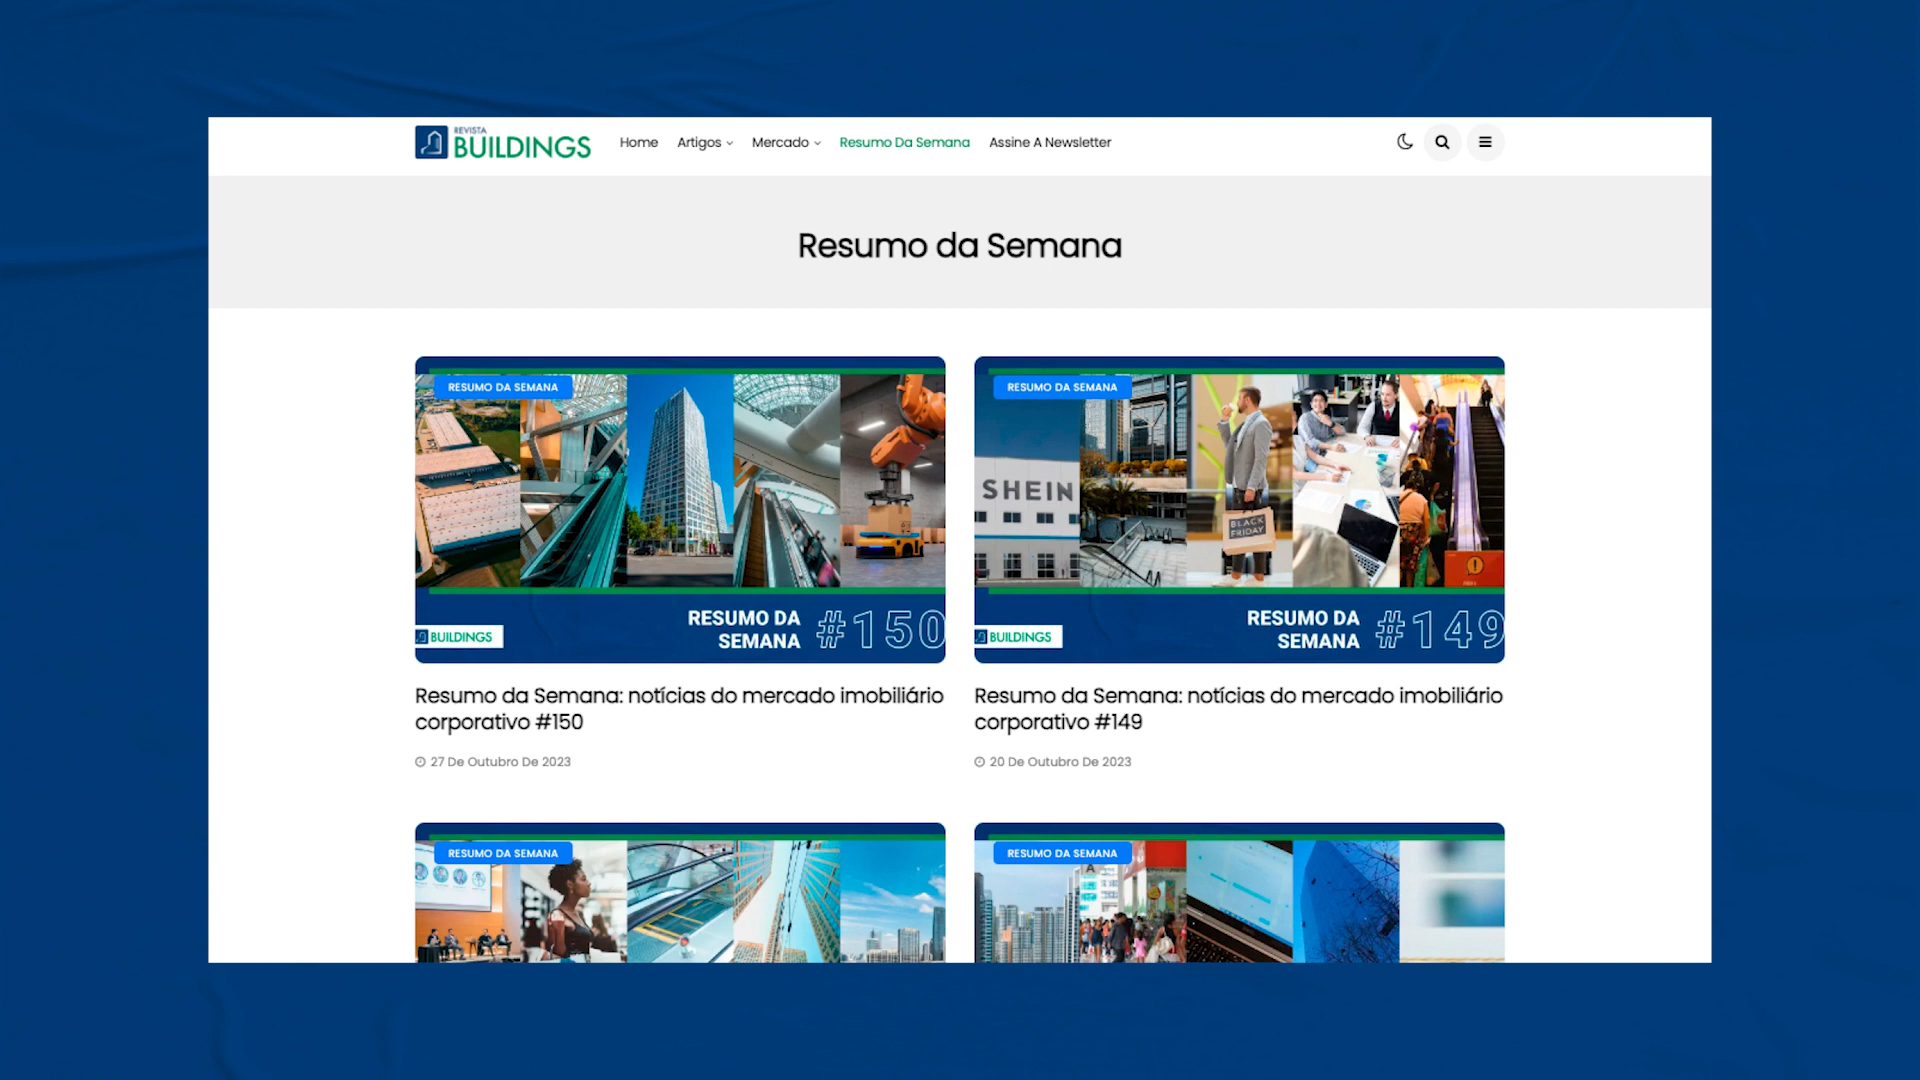 REVISTA
BUILDINGS
Home Artigos Mercado Resumo Da Semana Assine A Newsletter
Resumo da Semana
RESUMO DA SEMANA
RESUMO DA
SEMANA #150
BUILDINGS
Resumo da Semana: notícias do mercado imobiliário
corporativo #150
27 De Outubro De 2023
RESUMO DA SEMANA
SHEIN
BLACK
FRIDAY
RESUMO DA
SEMANA #149
BUILDINGS
Resumo da Semana: notícias do mercado imobiliário
corporativo #149
20 De Outubro De 2023
RESUMO DA SEMANA
RESUMO DA SEMANA